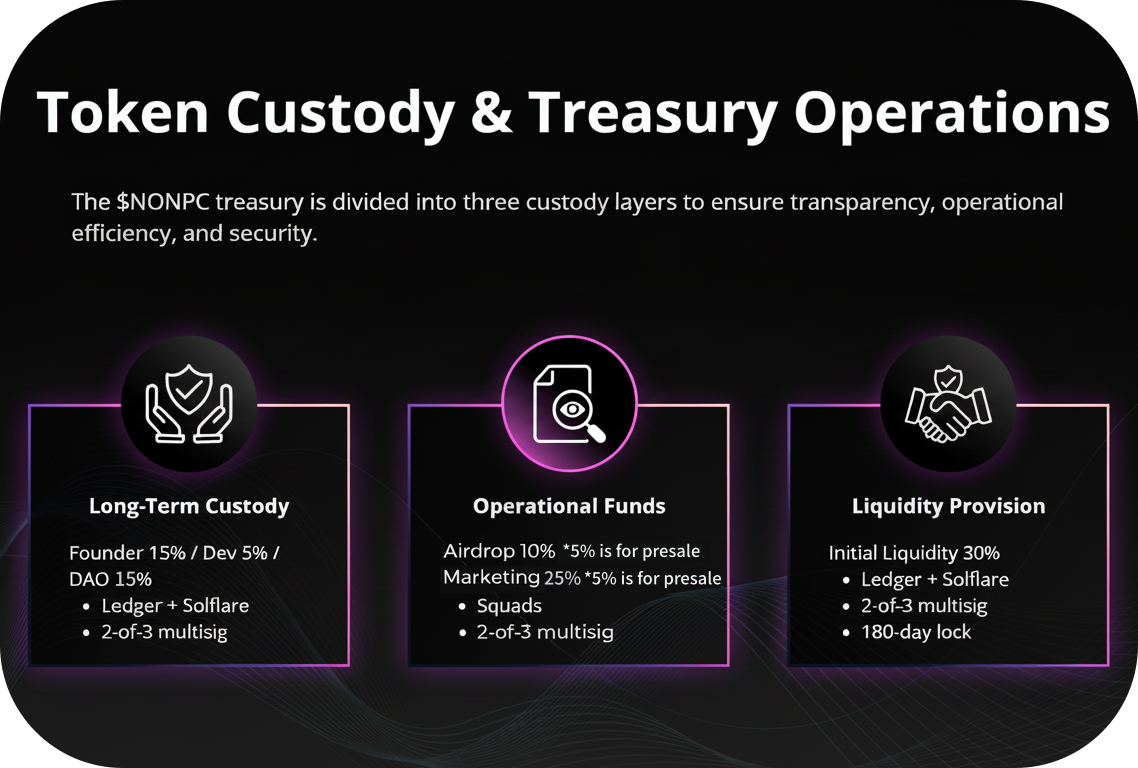 Token Custody & Treasury Operations
The $NONPC treasury is divided into three custody layers to ensure transparency, operational
efficiency, and security.
Long-Term Custody
Founder 15% / Dev 5% /
DAO 15%
• Ledger + Solflare
• 2-of-3 multisig
Operational Funds
Airdrop 10% *5% is for presale
Marketing 25% *5% is for presale
• Squads
• 2-of-3 multisig
Liquidity Provision
Initial Liquidity 30%
• Ledger + Solflare
• 2-of-3 multisig
• 180-day lock